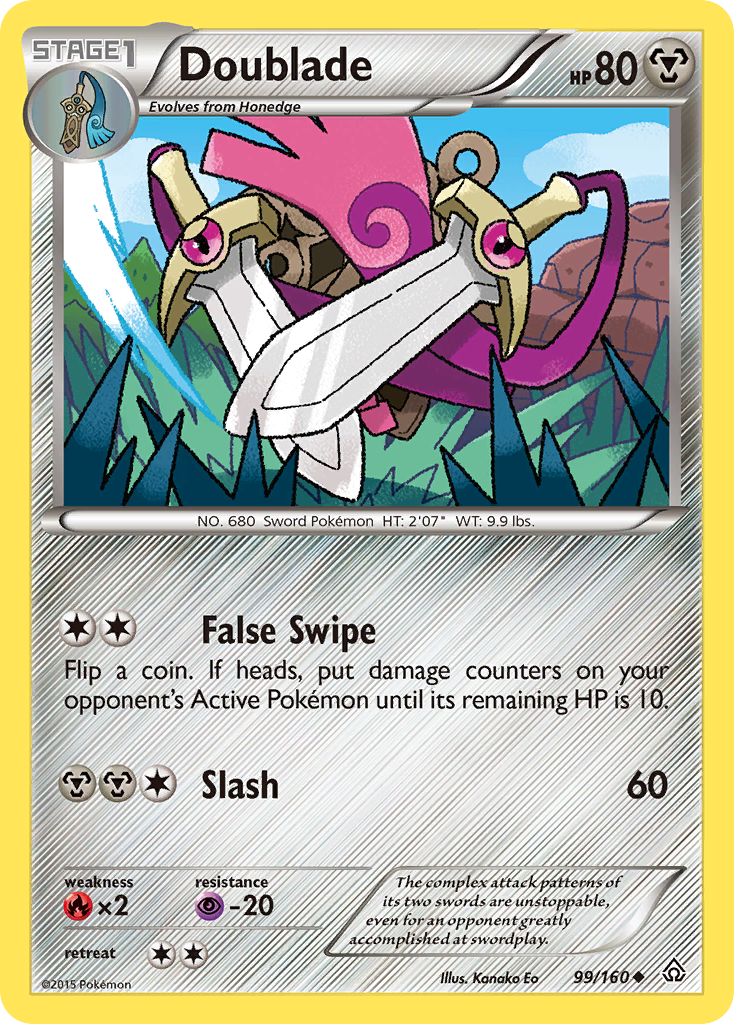 STAGE1
Doublade
HP80
Evolves from Honedge
NO. 680 Sword Pokémon HT: 2'07" WT: 9.9 lbs.
False Swipe
Flip a coin. If heads, put damage counters on your
opponent's Active Pokémon until its remaining HP is 10.
Slash 60
weakness resistance
×2 -20
The complex attack patterns of
its two swords are unstoppable,
even for an opponent greatly
accomplished at swordplay.
retreat
©2015 Pokémon
Illus. Kanako Eo 99/160